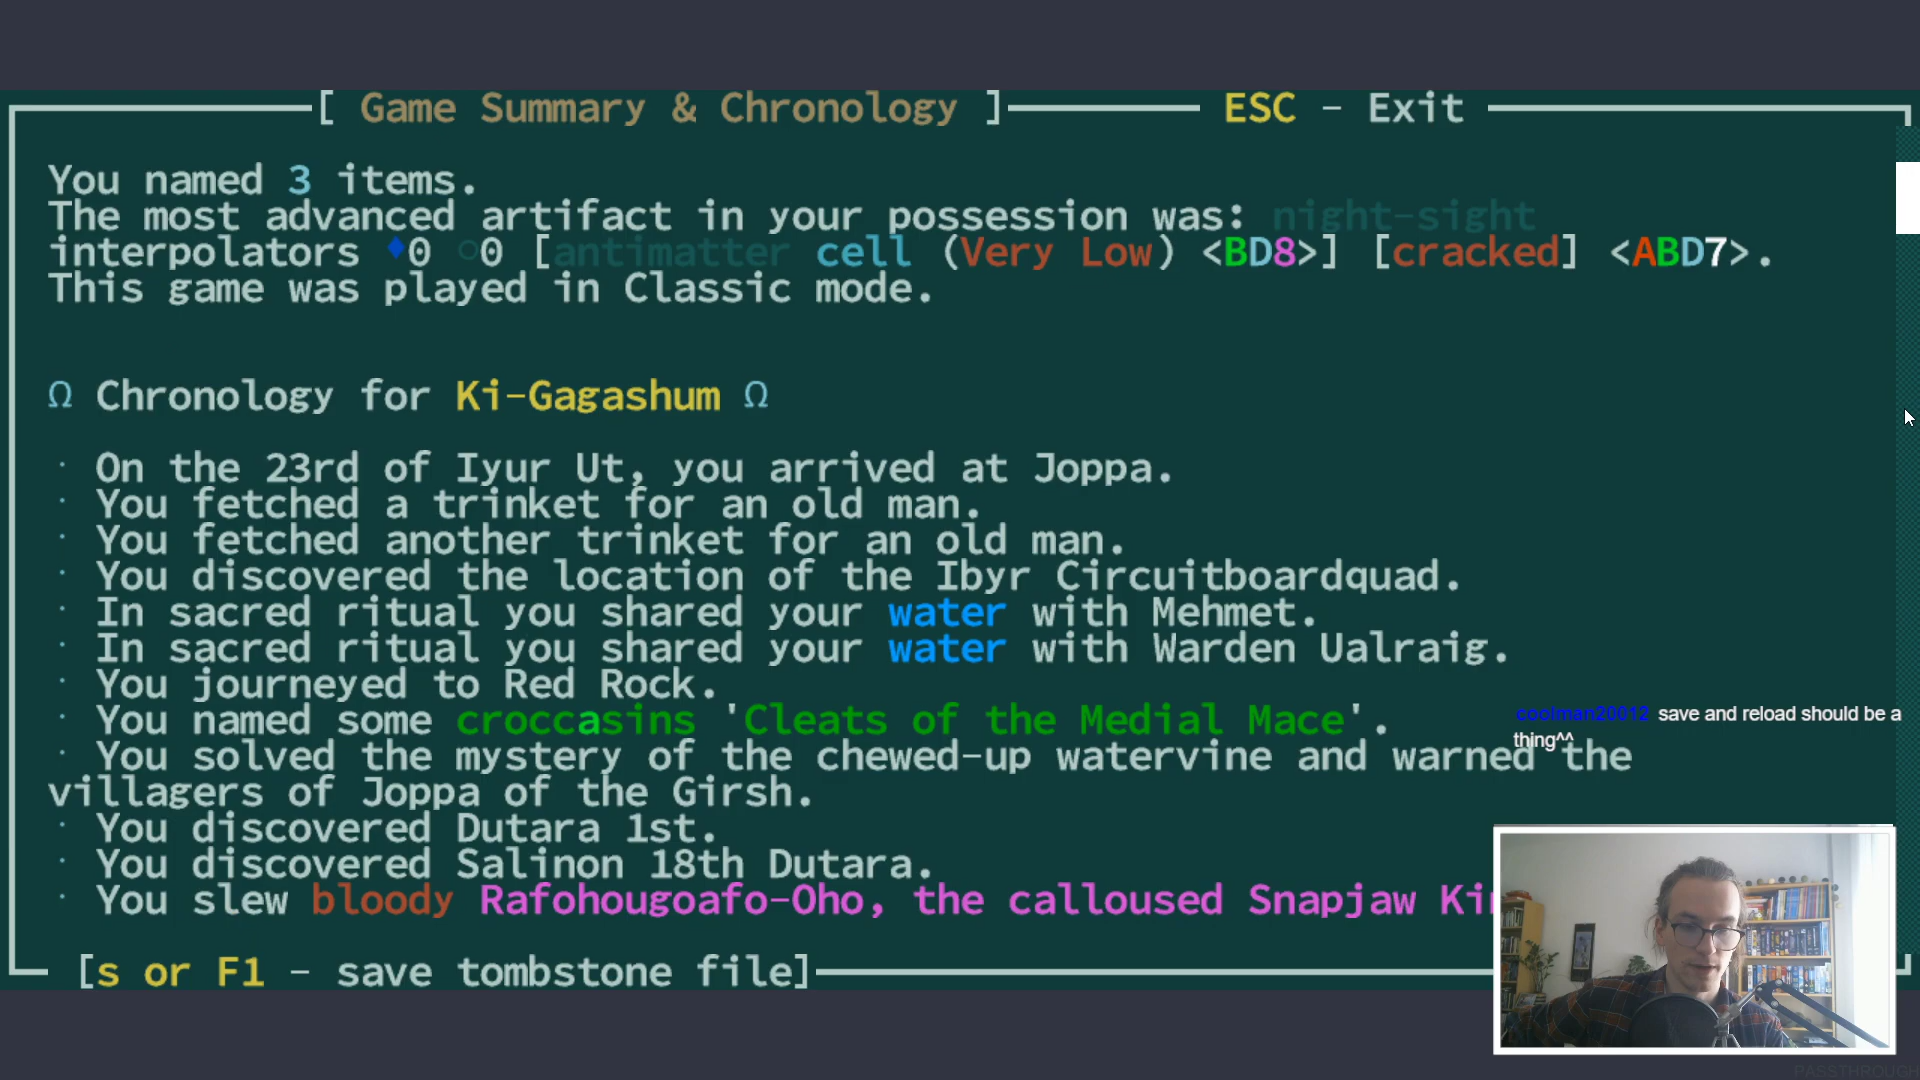 [ Game Summary & Chronology ] ESC - Exit
You named 3 items.
The most advanced artifact in your possession was: night-sight
interpolators ♦0 ○0 [antimatter cell (Very Low) <BD8>] [cracked] <ABD7>.
This game was played in Classic mode.
Ω Chronology for Ki-Gagashum Ω
· On the 23rd of Iyur Ut, you arrived at Joppa.
· You fetched a trinket for an old man.
· You fetched another trinket for an old man.
· You discovered the location of the Ibyr Circuitboardquad.
· In sacred ritual you shared your water with Mehmet.
· In sacred ritual you shared your water with Warden Ualraig.
· You journeyed to Red Rock.
· You named some croccasins 'Cleats of the Medial Mace'.
coolman20012 save and reload should be a
thing^^
· You solved the mystery of the chewed-up watervine and warned the
villagers of Joppa of the Girsh.
· You discovered Dutara 1st.
· You discovered Salinon 18th Dutara.
· You slew bloody Rafohougoafo-Oho, the calloused Snapjaw
[s or F1 - save tombstone file]
PASSTHROUGH